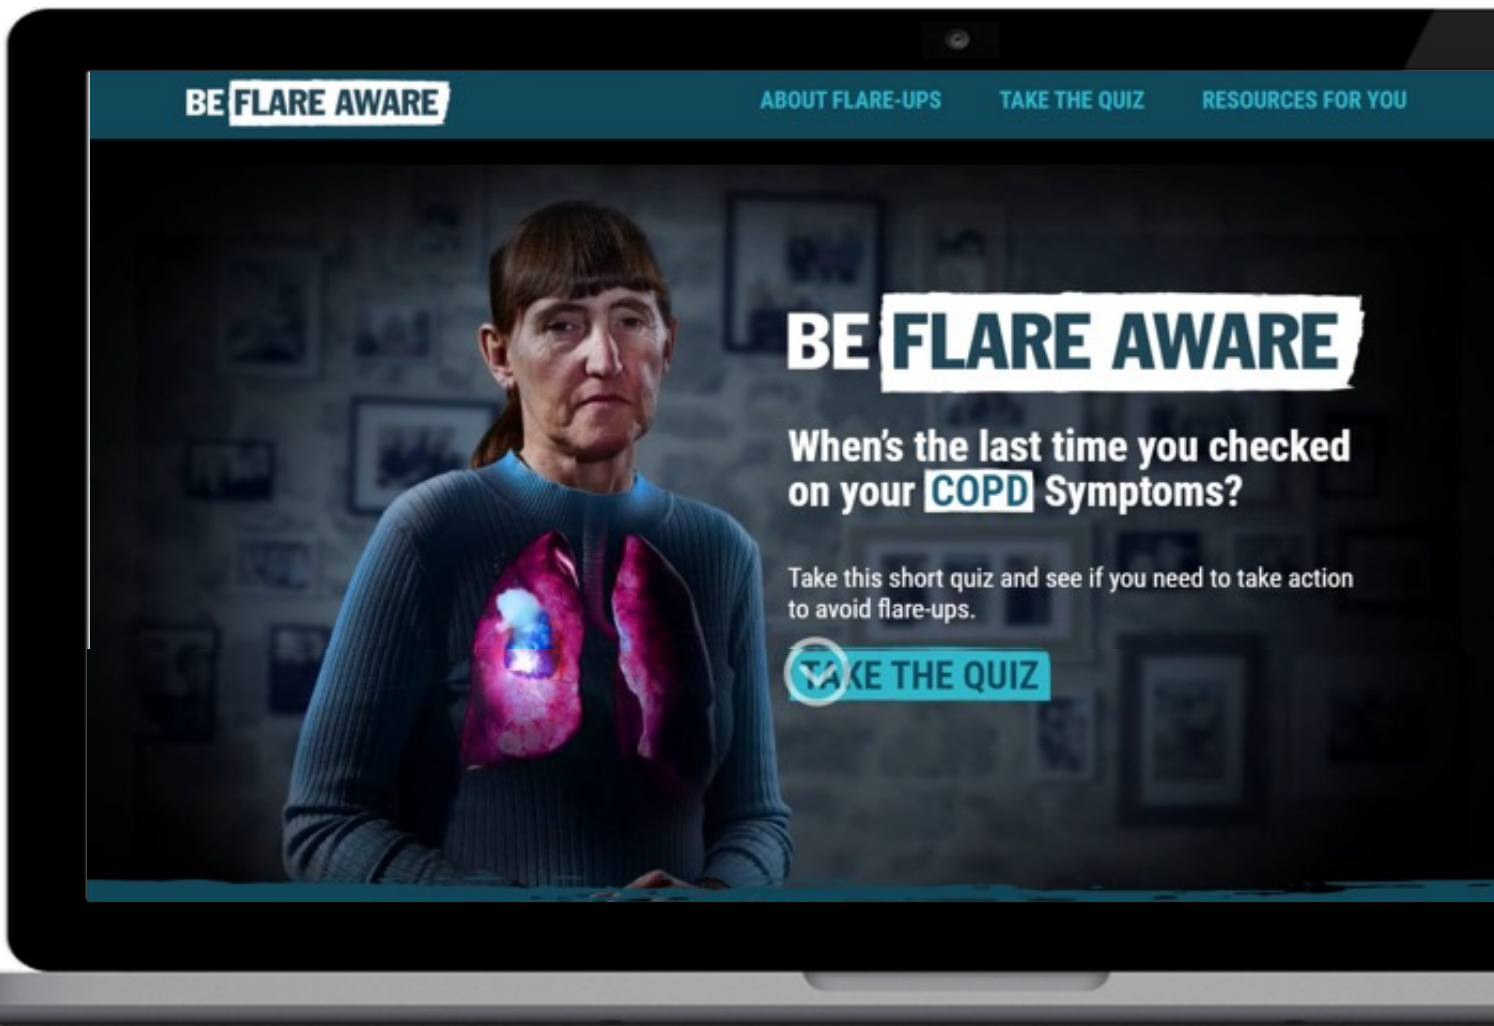 BE FLARE AWARE
ABOUT FLARE-UPS TAKE THE QUIZ RESOURCES FOR YOU
BE FLARE AWARE
When's the last time you checked
on your COPD Symptoms?
Take this short quiz and see if you need to take action
to avoid flare-ups.
TAKE THE QUIZ